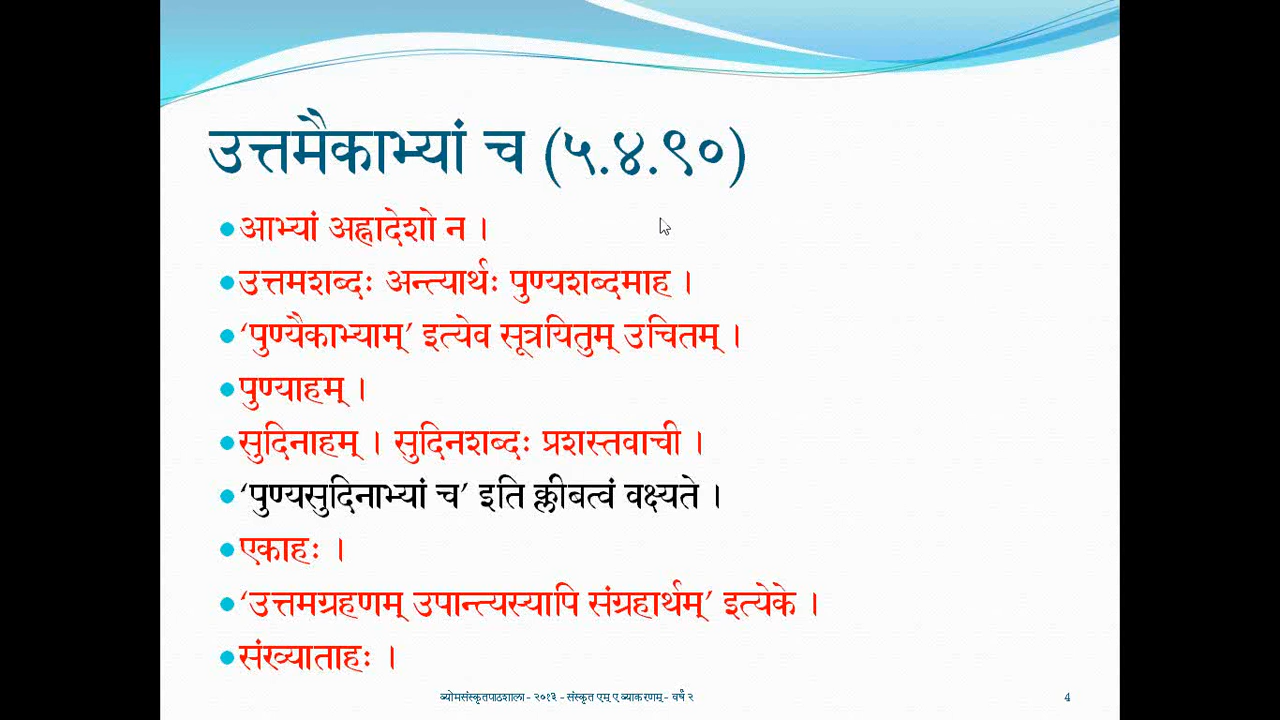 उत्तमैकाभ्यां च (५.४.९०)
•आभ्यां अह्नादेशो न ।
•उत्तमशब्दः अन्त्यार्थः पुण्यशब्दमाह ।
•‘पुण्यैकाभ्याम्’ इत्येव सूत्रयितुम् उचितम् ।
•पुण्याहम् ।
•सुदिनाहम् । सुदिनशब्दः प्रशस्तवाची ।
•‘पुण्यसुदिनाभ्यां च’ इति क्लीबत्वं वक्ष्यते ।
•एकाहः ।
•‘उत्तमग्रहणम् उपान्त्यस्यापि संग्रहार्थम्’ इत्येके ।
•संख्याताहः ।
व्योमसंस्कृतपाठशाला - २०१३ - संस्कृत एम् ए व्याकरणम् - वर्षं २
4